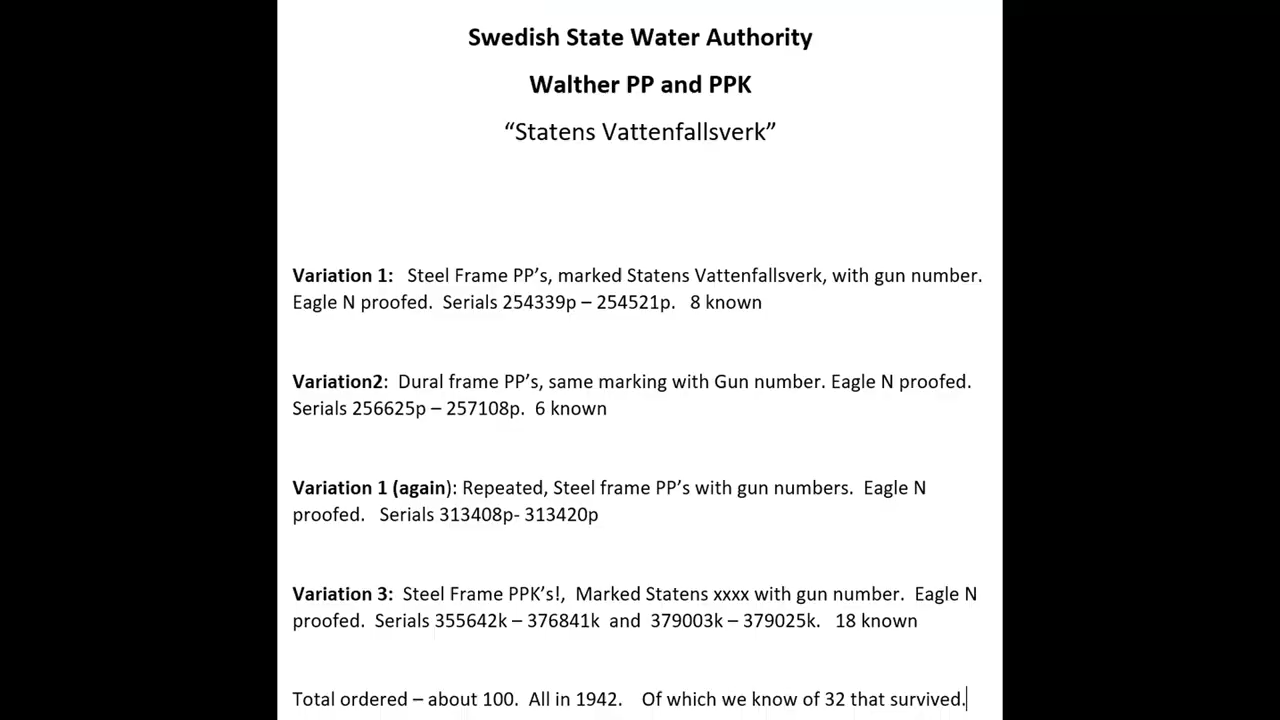 Swedish State Water Authority
Walther PP and PPK
“Statens Vattenfallsverk”
Variation 1:   Steel Frame PP’s, marked Statens Vattenfallsverk, with gun number.
Eagle N proofed.  Serials 254339p – 254521p.   8 known
Variation2:  Dural frame PP’s, same marking with Gun number. Eagle N proofed.
Serials 256625p – 257108p.  6 known
Variation 1 (again): Repeated, Steel frame PP’s with gun numbers.  Eagle N
proofed.   Serials 313408p- 313420p
Variation 3:  Steel Frame PPK’s!,  Marked Statens xxxx with gun number.  Eagle N
proofed.  Serials 355642k – 376841k  and  379003k – 379025k.   18 known
Total ordered – about 100.  All in 1942.    Of which we know of 32 that survived.